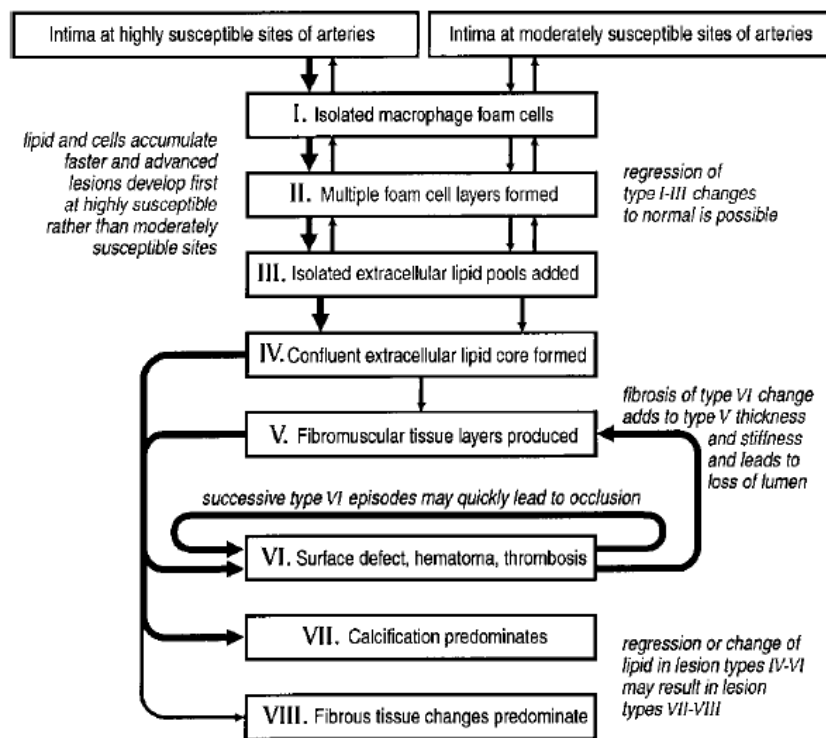 Intima at highly susceptible sites of arteries
Intima at moderately susceptible sites of arteries
I. Isolated macrophage foam cells
lipid and cells accumulate
faster and advanced
lesions develop first
at highly susceptible
rather than moderately
susceptible sites
II. Multiple foam cell layers formed
regression of
type I-III changes
to normal is possible
III. Isolated extracellular lipid pools added
IV. Confluent extracellular lipid core formed
V. Fibromuscular tissue layers produced
fibrosis of type VI change
adds to type V thickness
and stiffness
and leads to
loss of lumen
successive type VI episodes may quickly lead to occlusion
VI. Surface defect, hematoma, thrombosis
VII. Calcification predominates
regression or change of
lipid in lesion types IV-VI
may result in lesion
types VII-VIII
VIII. Fibrous tissue changes predominate